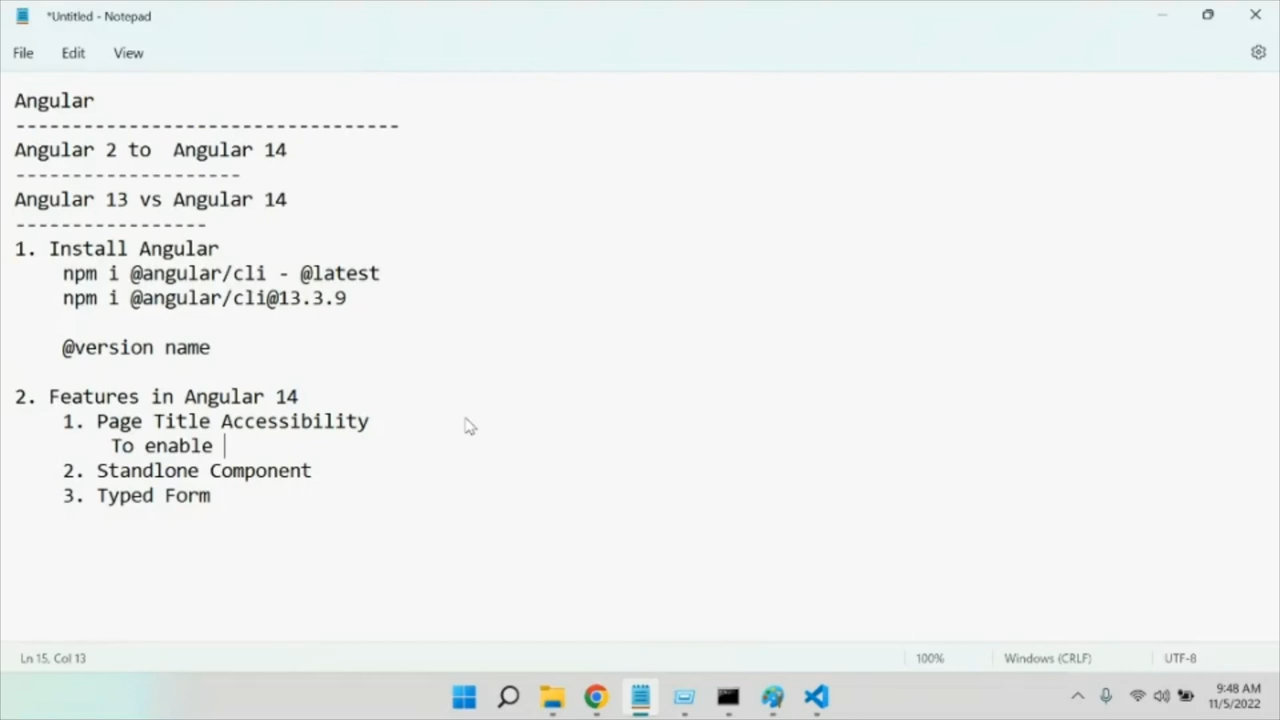 *Untitled - Notepad
File Edit View
Angular
----------------------------------
Angular 2 to  Angular 14
--------------------
Angular 13 vs Angular 14
-----------------
1. Install Angular
npm i @angular/cli - @latest
npm i @angular/cli@13.3.9
@version name
2. Features in Angular 14
1. Page Title Accessibility
To enable
2. Standlone Component
3. Typed Form
Ln 15, Col 13 100% Windows (CRLF) UTF-8
9:48 AM
11/5/2022